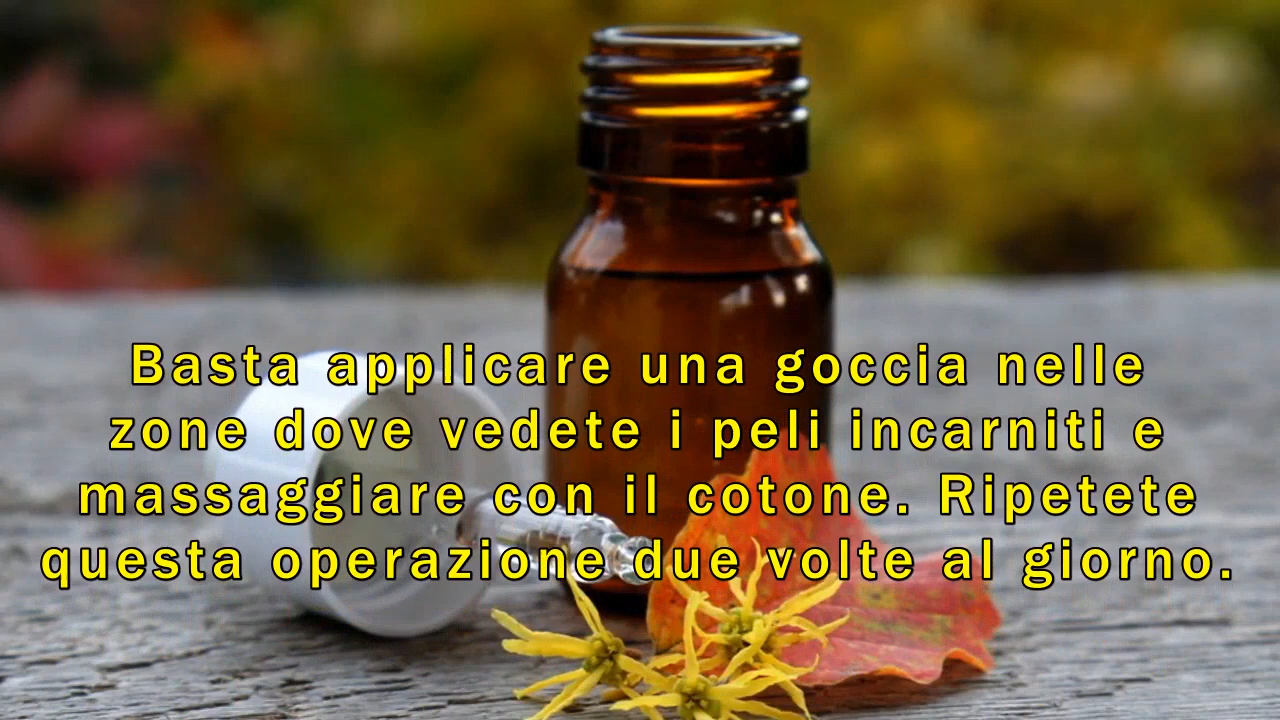 Basta applicare una goccia nelle
zone dove vedete i peli incarniti e
massaggiare con il cotone. Ripetete
questa operazione due volte al giorno.